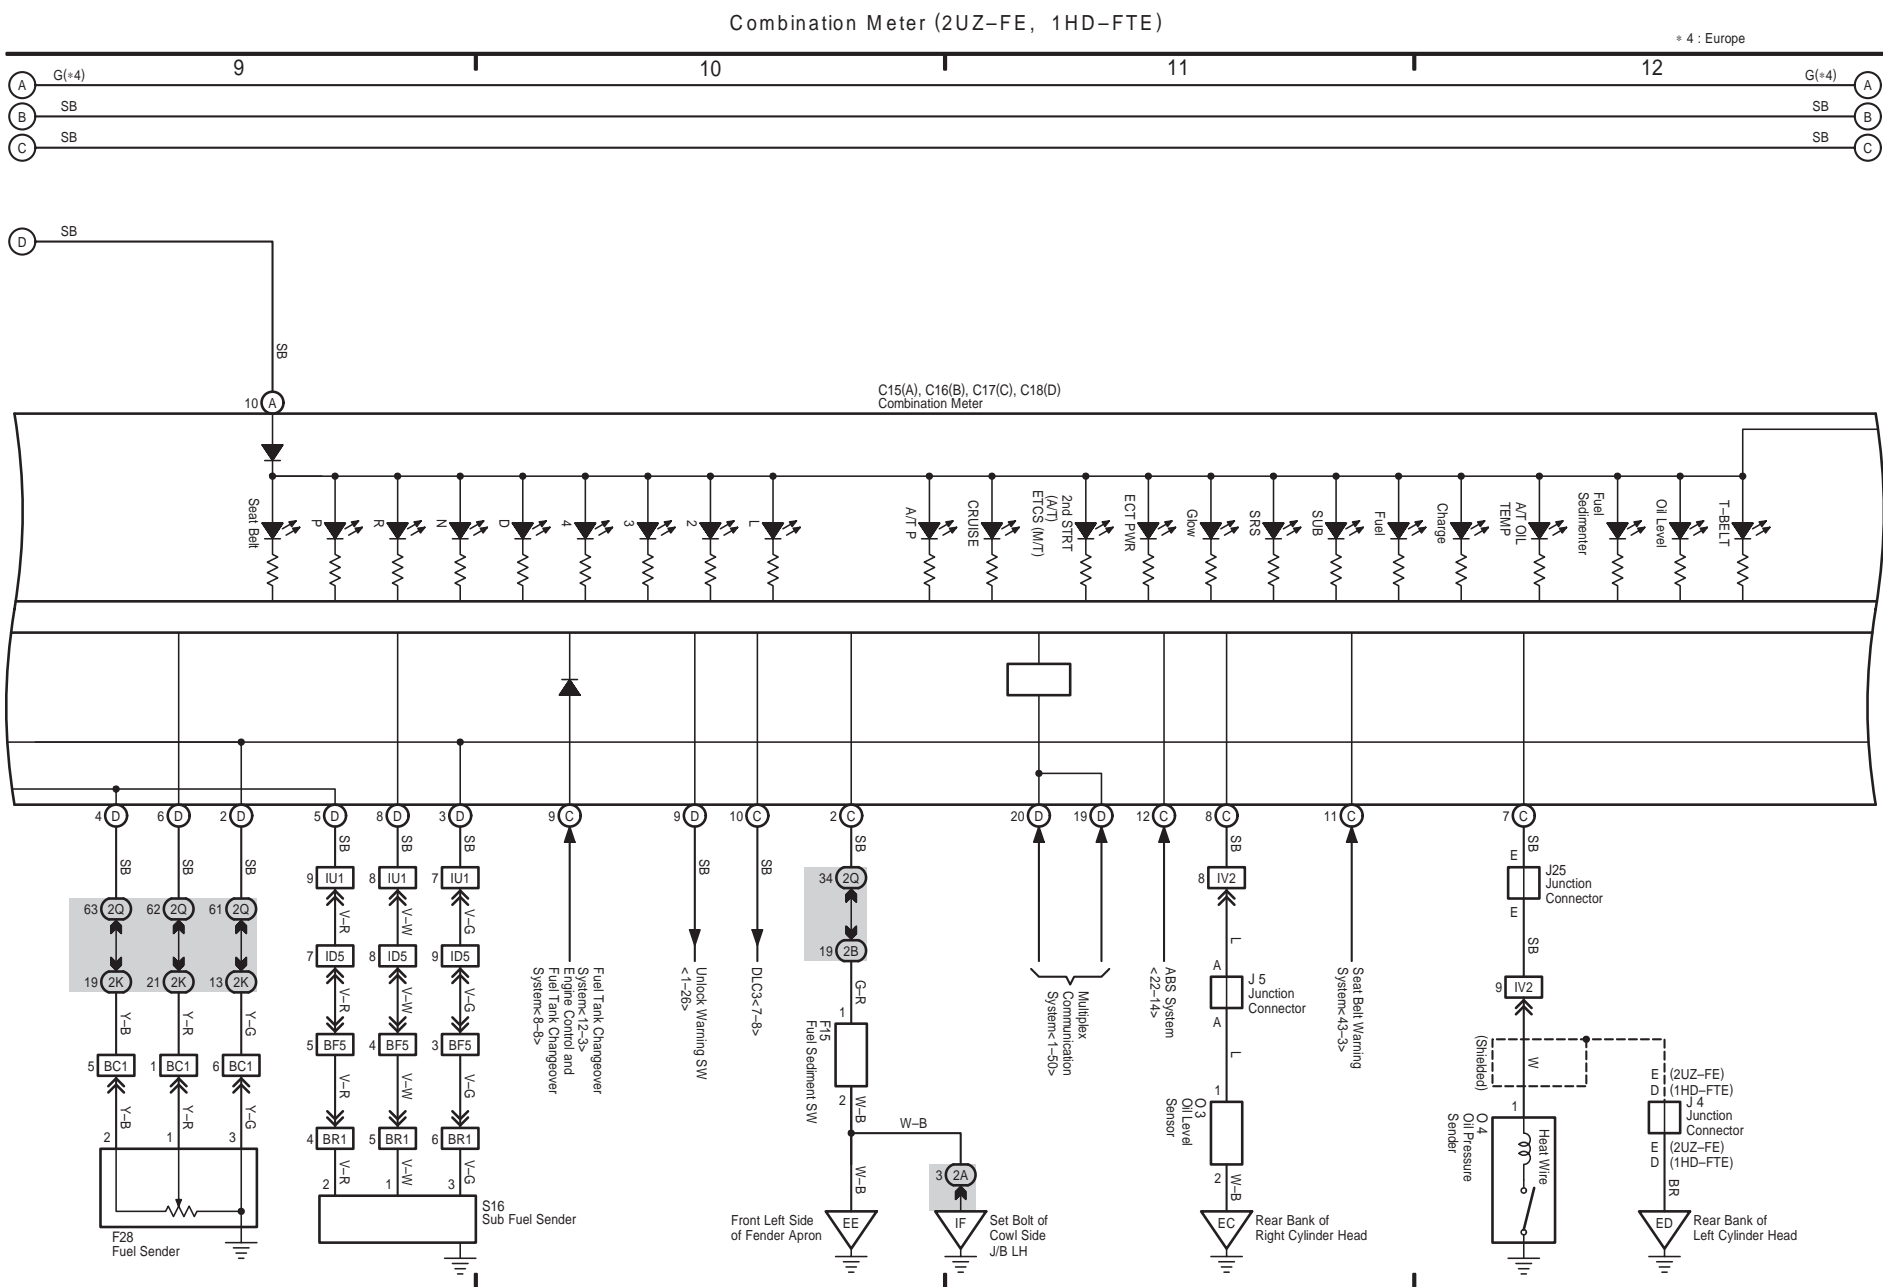 Combination Meter (2UZ–FE, 1HD–FTE)
∗ 4 : Europe
9
10
11
12
A
G(∗4)
G(∗4)
A
B
SB
SB
B
C
SB
SB
C
D
SB
SB
10 A
C15(A), C16(B), C17(C), C18(D)
Combination Meter
Seat Belt
P
R
N
D
4
3
2
L
A/T P
CRUISE
2nd STRT
(A/T)
ETCS (M/T)
ECT PWR
Glow
SRS
SUB
Fuel
Charge
A/T OIL
TEMP
Fuel
Sedimenter
Oil Level
T–BELT
4 D
6 D
2 D
5 D
8 D
3 D
9 C
9 D
10 C
2 C
20 D
19 D
12 C
8 C
11 C
7 C
SB
SB
SB
SB
SB
SB
SB
SB
SB
SB
SB
63 2Q
62 2Q
61 2Q
19 2K
21 2K
13 2K
Y–B
Y–R
Y–G
5 BC1
1 BC1
6 BC1
Y–B
Y–R
Y–G
2
1
3
F28
Fuel Sender
9 IU1
8 IU1
7 IU1
V–R
V–W
V–G
7 ID5
8 ID5
9 ID5
V–R
V–W
V–G
5 BF5
4 BF5
3 BF5
V–R
V–W
V–G
4 BR1
5 BR1
6 BR1
V–R
V–W
V–G
2
1
3
S16
Sub Fuel Sender
Fuel Tank Changeover
System<12–3>
Engine Control and
Fuel Tank Changeover
System<8–8>
Unlock Warning SW
<1–26>
DLC3<7–8>
34 2Q
19 2B
G–R
1
F15
Fuel Sediment SW
2
W–B
W–B
W–B
3 2A
Front Left Side
of Fender Apron
EE
IF
Set Bolt of
Cowl Side
J/B LH
Multiplex
Communication
System<1–50>
ABS System
<22–14>
8 IV2
L
A
J 5
Junction
Connector
A
L
1
O 3
Oil Level
Sensor
2
W–B
EC
Rear Bank of
Right Cylinder Head
Seat Belt Warning
System<43–3>
E
J25
Junction
Connector
E
SB
9 IV2
(Shielded)
W
1
O 4
Oil Pressure
Sender
Heat Wire
E (2UZ–FE)
D (1HD–FTE)
J 4
Junction
Connector
E (2UZ–FE)
D (1HD–FTE)
BR
ED
Rear Bank of
Left Cylinder Head